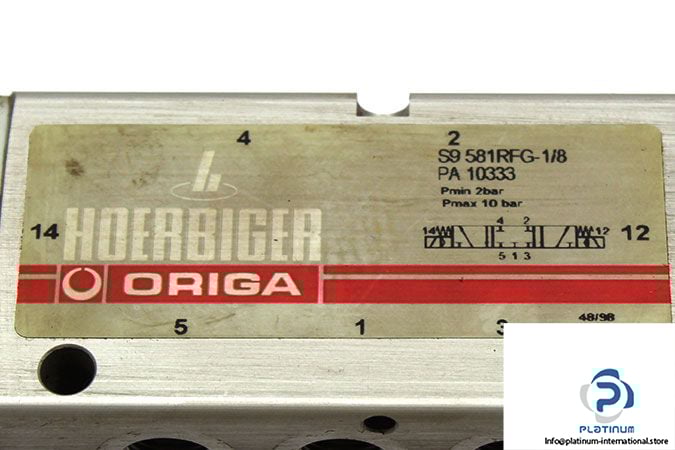 4 2
S9 581RFG-1/8
PA 10333
Pmin 2bar
Pmax 10 bar
HOERBIGER
14 12
4 2
14 12
5 1 3
ORIGA
5 1 3
48/98
P
PLATINUM
Info@platinum-international.store